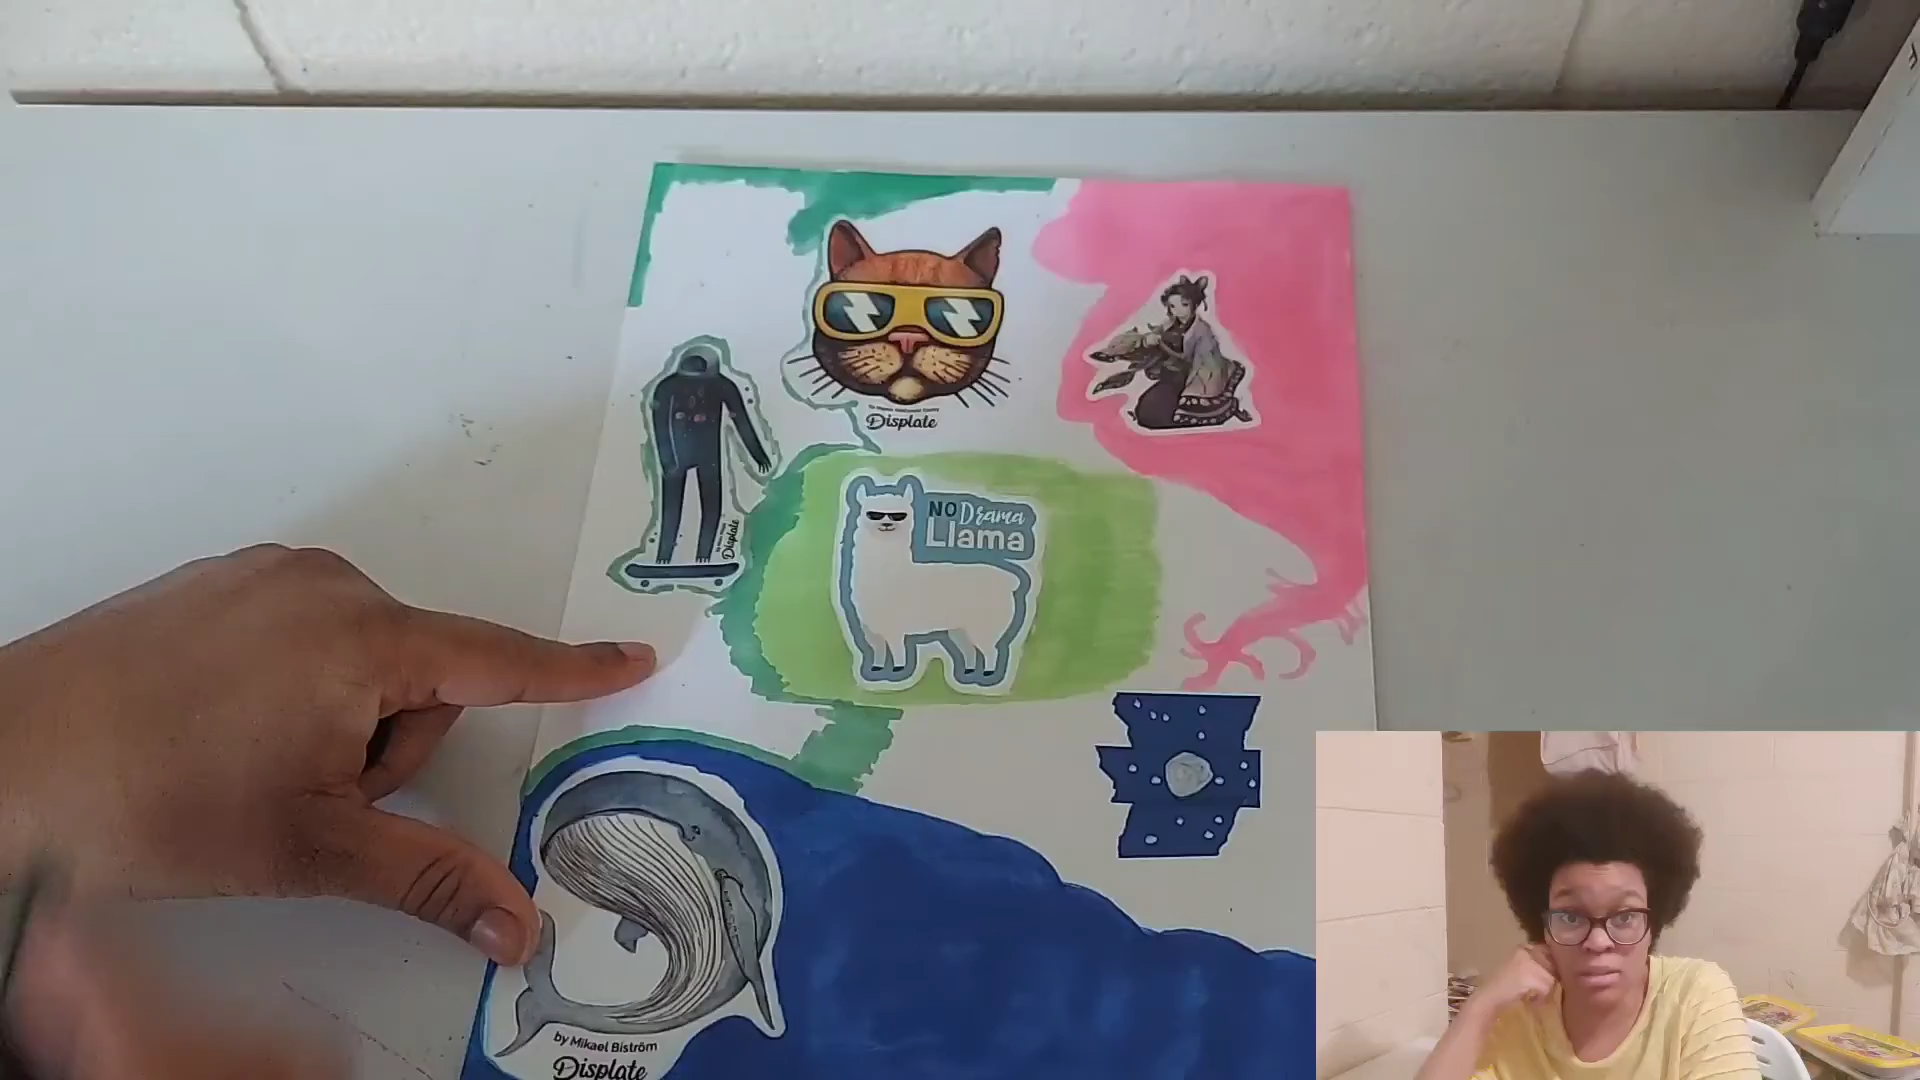 Displate
NO Drama
Llama
Displate
by Mikael Biström
Displate